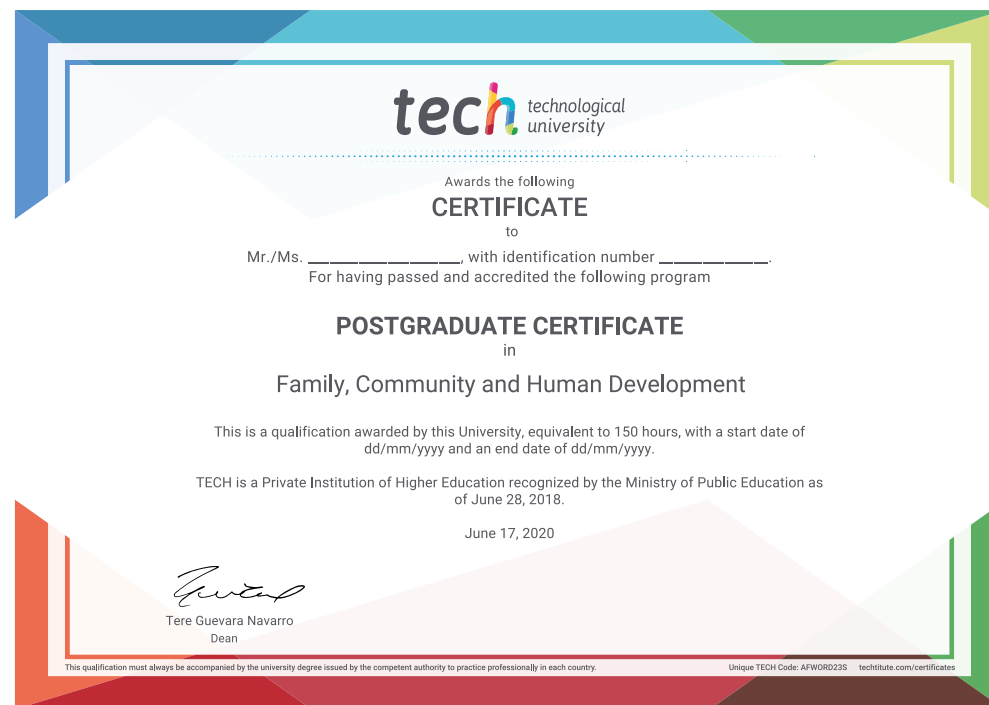 tech technological
university
Awards the following
CERTIFICATE
to
Mr./Ms. ____________________, with identification number ______________.
For having passed and accredited the following program
POSTGRADUATE CERTIFICATE
in
Family, Community and Human Development
This is a qualification awarded by this University, equivalent to 150 hours, with a start date of
dd/mm/yyyy and an end date of dd/mm/yyyy.
TECH is a Private Institution of Higher Education recognized by the Ministry of Public Education as
of June 28, 2018.
June 17, 2020
Tere Guevara Navarro
Dean
This qualification must always be accompanied by the university degree issued by the competent authority to practice professionally in each country.
Unique TECH Code: AFWORD23S techtitute.com/certificates